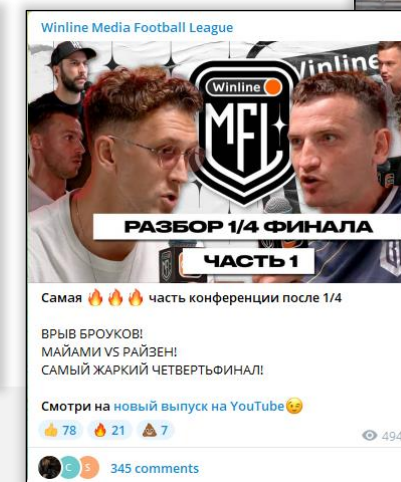 Winline Media Football League
Winline
MFL
РАЗБОР 1/4 ФИНАЛА
ЧАСТЬ 1
Самая 🔥🔥🔥 часть конференции после 1/4
ВРЫВ БРОУКОВ!
МАЙАМИ VS РАЙЗЕН!
САМЫЙ ЖАРКИЙ ЧЕТВЕРТЬФИНАЛ!
Смотри на новый выпуск на YouTube😉
👍 78 🔥 21 💩 7
494
C S 345 comments